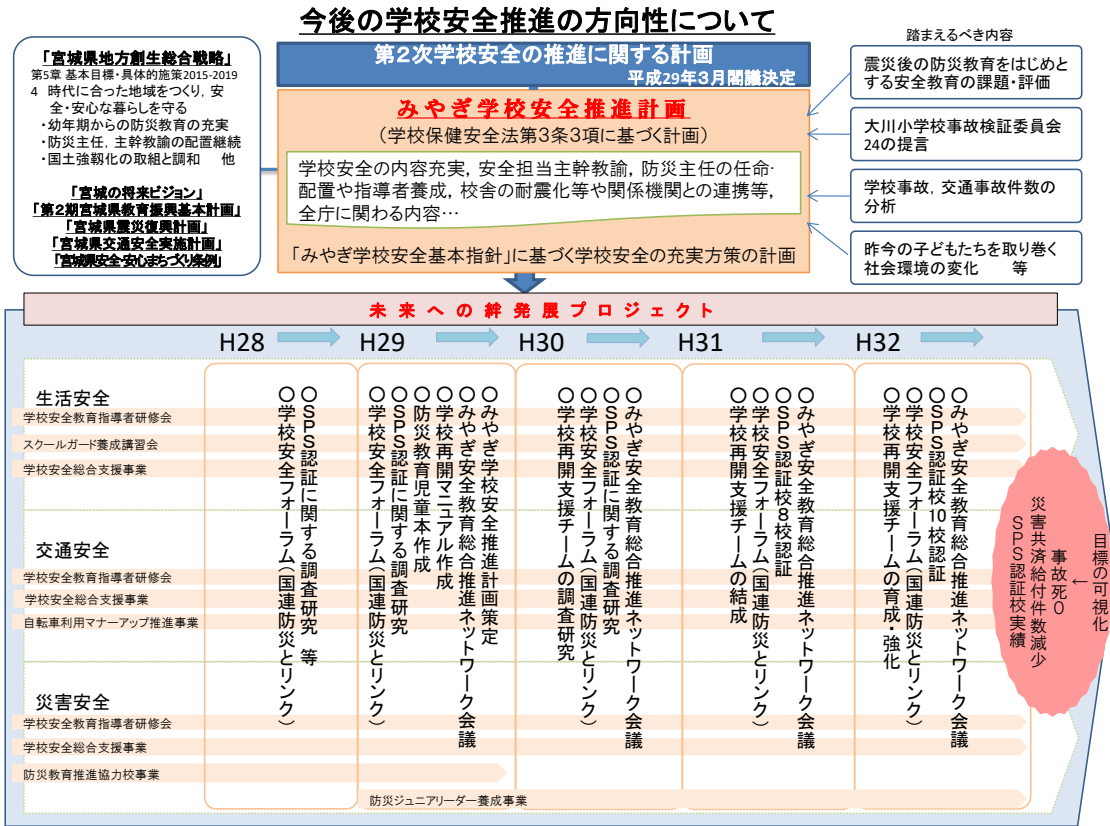 今後の学校安全推進の方向性について
「宮城県地方創生総合戦略」
第5章 基本目標・具体的施策2015-2019
4 時代に合った地域をつくり，安
全・安心な暮らしを守る
・幼年期からの防災教育の充実
・防災主任，主幹教諭の配置継続
・国土強靱化の取組と調和　他
「宮城の将来ビジョン」
「第2期宮城県教育振興基本計画」
「宮城県震災復興計画」
「宮城県交通安全実施計画」
「宮城県安全・安心まちづくり条例」
第２次学校安全の推進に関する計画
平成29年３月閣議決定
みやぎ学校安全推進計画
（学校保健安全法第３条３項に基づく計画）
学校安全の内容充実，安全担当主幹教諭，防災主任の任命・
配置や指導者養成，校舎の耐震化等や関係機関との連携等，
全庁に関わる内容…
「みやぎ学校安全基本指針」に基づく学校安全の充実方策の計画
踏まえるべき内容
震災後の防災教育をはじめと
する安全教育の課題・評価
大川小学校事故検証委員会
24の提言
学校事故，交通事故件数の
分析
昨今の子どもたちを取り巻く
社会環境の変化　等
未来への絆発展プロジェクト
H28
H29
H30
H31
H32
生活安全
学校安全教育指導者研修会
スクールガード養成講習会
学校安全総合支援事業
交通安全
学校安全教育指導者研修会
学校安全総合支援事業
自転車利用マナーアップ推進事業
災害安全
学校安全教育指導者研修会
学校安全総合支援事業
防災教育推進協力校事業
防災ジュニアリーダー養成事業
○ＳＰＳ認証に関する調査研究　等
○学校安全フォーラム（国連防災とリンク）
○みやぎ学校安全推進計画策定
○みやぎ安全教育総合推進ネットワーク会議
○学校再開マニュアル作成
○防災教育児童本作成
○ＳＰＳ認証に関する調査研究
○学校安全フォーラム（国連防災とリンク）
○みやぎ安全教育総合推進ネットワーク会議
○ＳＰＳ認証に関する調査研究
○学校安全フォーラム（国連防災とリンク）
○学校再開支援チームの調査研究
○みやぎ安全教育総合推進ネットワーク会議
○ＳＰＳ認証校８校認証
○学校安全フォーラム（国連防災とリンク）
○学校再開支援チームの結成
○みやぎ安全教育総合推進ネットワーク会議
○ＳＰＳ認証校１０校認証
○学校安全フォーラム（国連防災とリンク）
○学校再開支援チームの育成・強化
目標の可視化
←
事故死０
災害共済給付件数減少
ＳＰＳ認証校実績